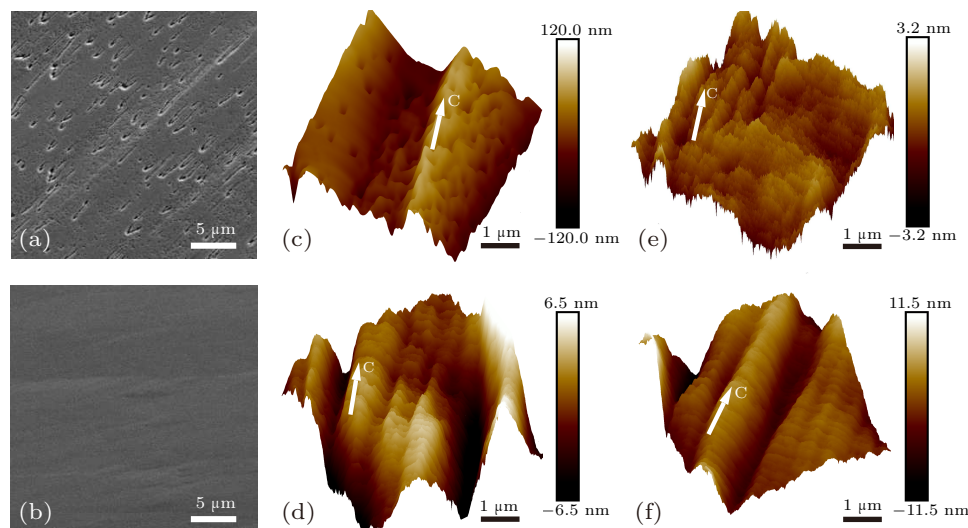 120.0 nm
3.2 nm
C
C
(a)
5 μm
(c)
1 μm
−120.0 nm
(e)
1 μm
−3.2 nm
6.5 nm
11.5 nm
C
C
(b)
5 μm
(d)
1 μm
−6.5 nm
(f)
1 μm
−11.5 nm